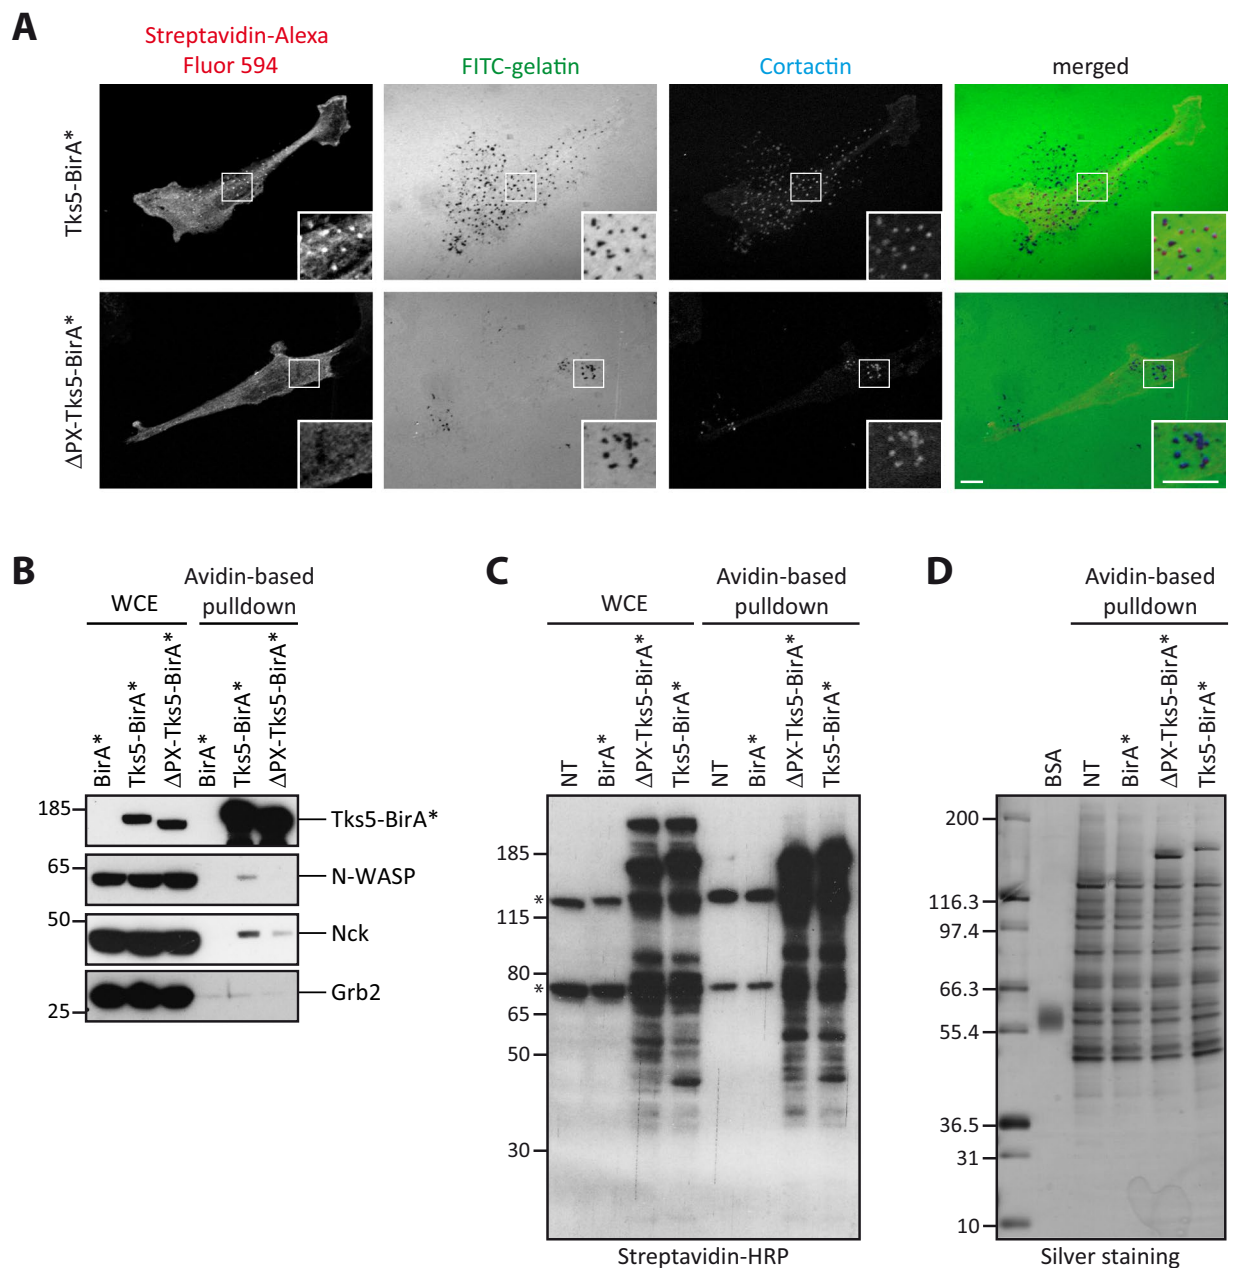 A
Streptavidin-Alexa
Fluor 594
FITC-gelatin
Cortactin
merged
Tks5-BirA*
ΔPX-Tks5-BirA*
B
WCE
Avidin-based
pulldown
BirA*
Tks5-BirA*
ΔPX-Tks5-BirA*
BirA*
Tks5-BirA*
ΔPX-Tks5-BirA*
185
Tks5-BirA*
65
N-WASP
50
Nck
Grb2
25
C
WCE
Avidin-based
pulldown
NT
BirA*
ΔPX-Tks5-BirA*
Tks5-BirA*
NT
BirA*
ΔPX-Tks5-BirA*
Tks5-BirA*
185
*
115
80
*
65
50
30
Streptavidin-HRP
D
Avidin-based
pulldown
BSA
NT
BirA*
ΔPX-Tks5-BirA*
Tks5-BirA*
200
116.3
97.4
66.3
55.4
36.5
31
10
Silver staining